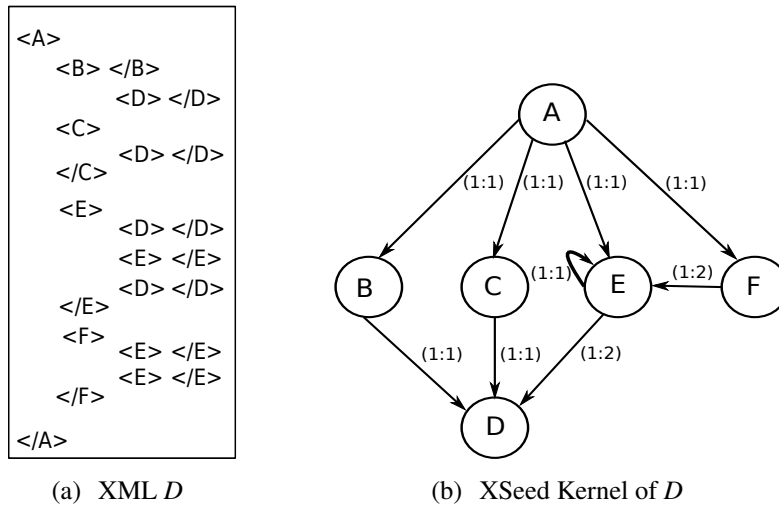 <A>
<B> </B>
<D> </D>
<C>
<D> </D>
</C>
<E>
<D> </D>
<E> </E>
<D> </D>
</E>
<F>
<E> </E>
<E> </E>
</F>
</A>
(a) XML D
A
(1:1) (1:1) (1:1) (1:1)
B C (1:1) E (1:2) F
(1:1) (1:1) (1:2)
D
(b) XSeed Kernel of D